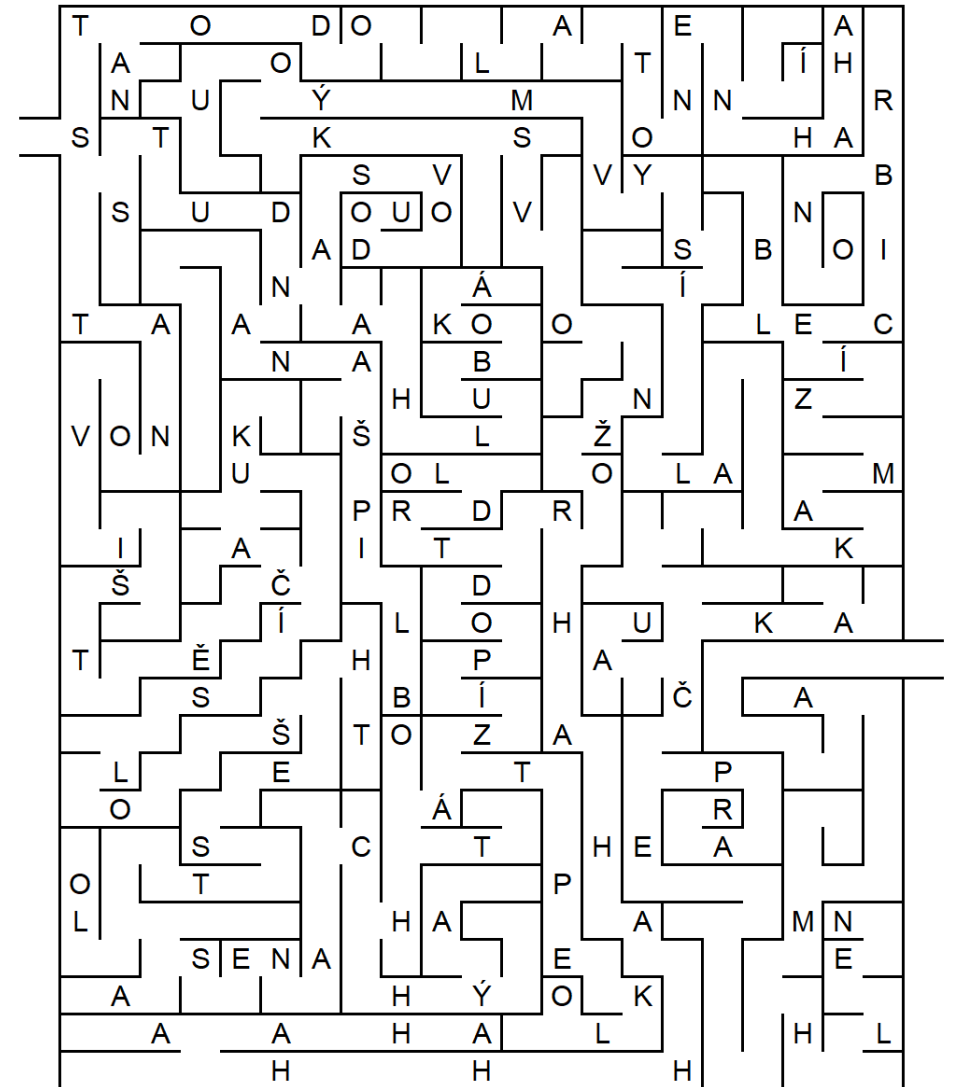 T O D O A E A
A O L T Í H
N U Ý M N N R
S T K S O H A
S V V Y B
S U D O U O V N
A D S B O I
N Á Í
T A A A K O O L E C
N A B Í
H U N Z
V O N K Š L Ž
U O L O L A M
P R D R A
I A I T K
Š Č D
Í L O H U K A
T Ě H P A
S B Í Č A
Š T O Z A
L E T P
O Á R
S C T H E A
O T P
L H A A M N
S E N A E E
A H Ý O K
A A H A L H L
H H H